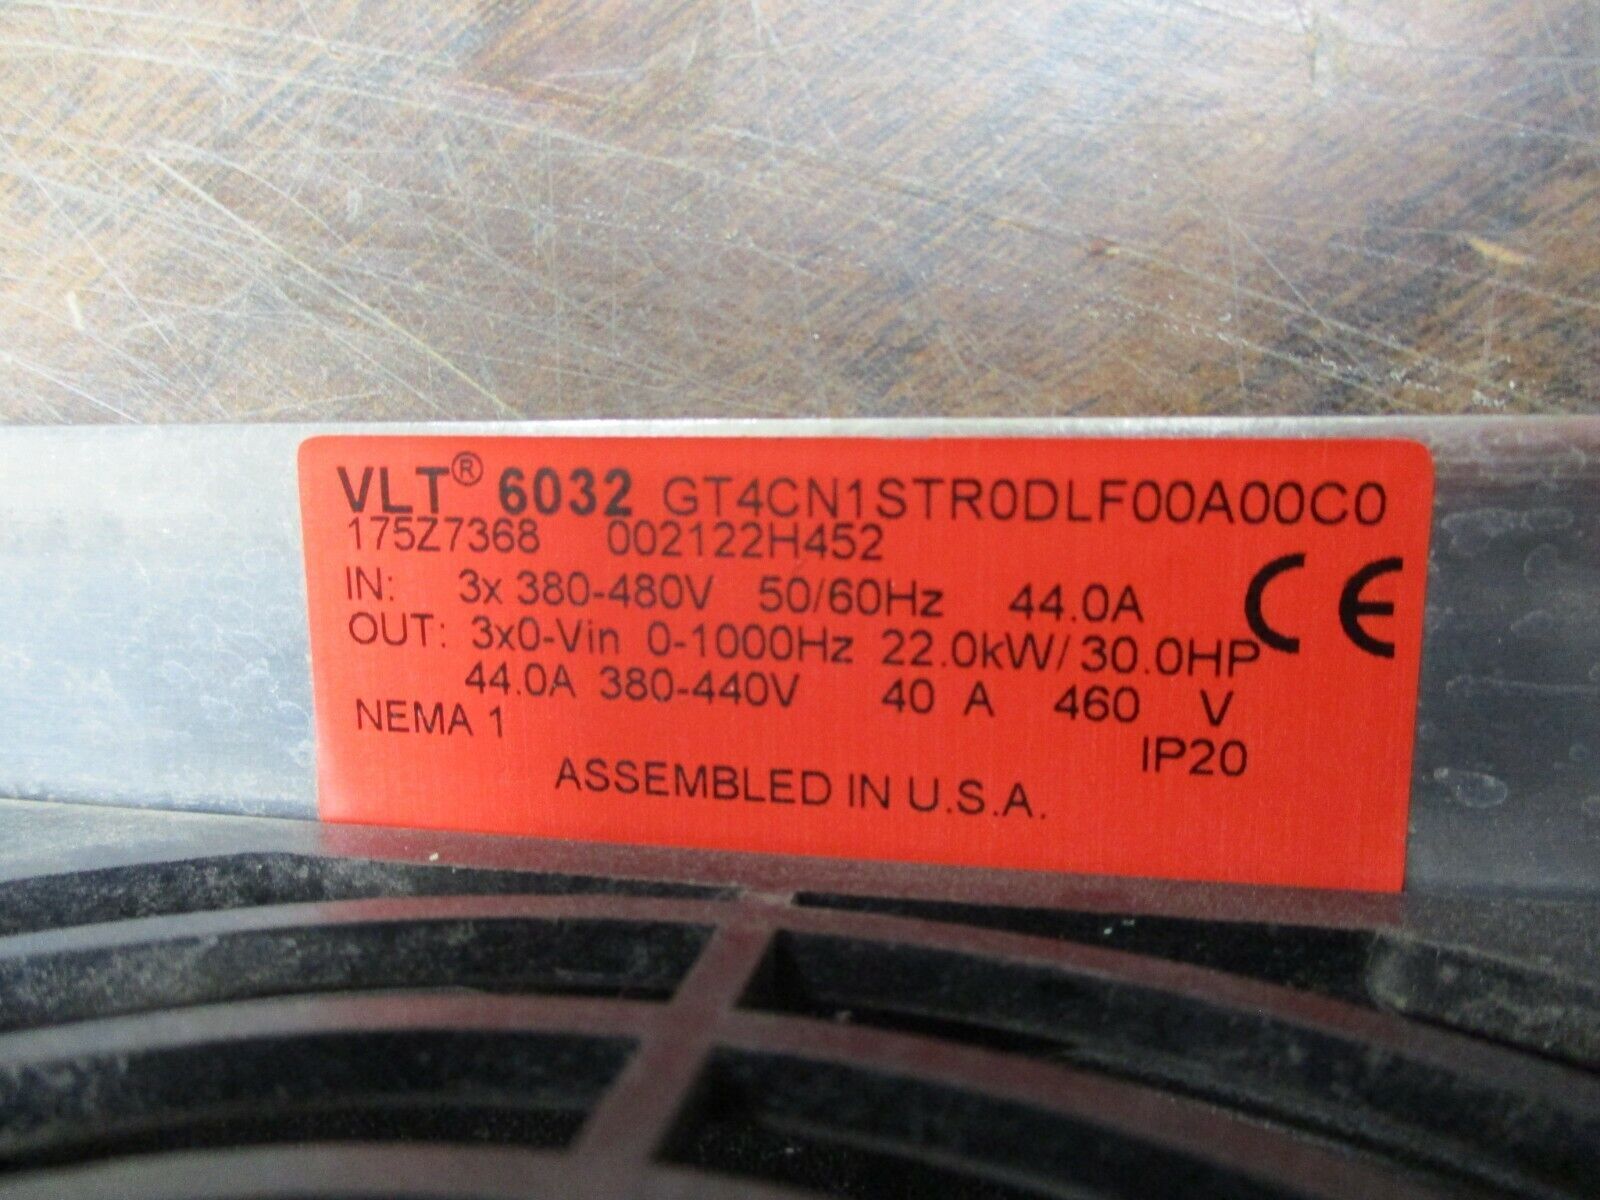 VLT® 6032 GT4CN1STR0DLF00A00C0
175Z7368 002122H452
IN: 3x 380-480V 50/60Hz 44.0A
OUT: 3x0-Vin 0-1000Hz 22.0kW/30.0HP
44.0A 380-440V 40 A 460 V
NEMA 1 IP20
ASSEMBLED IN U.S.A.
CE